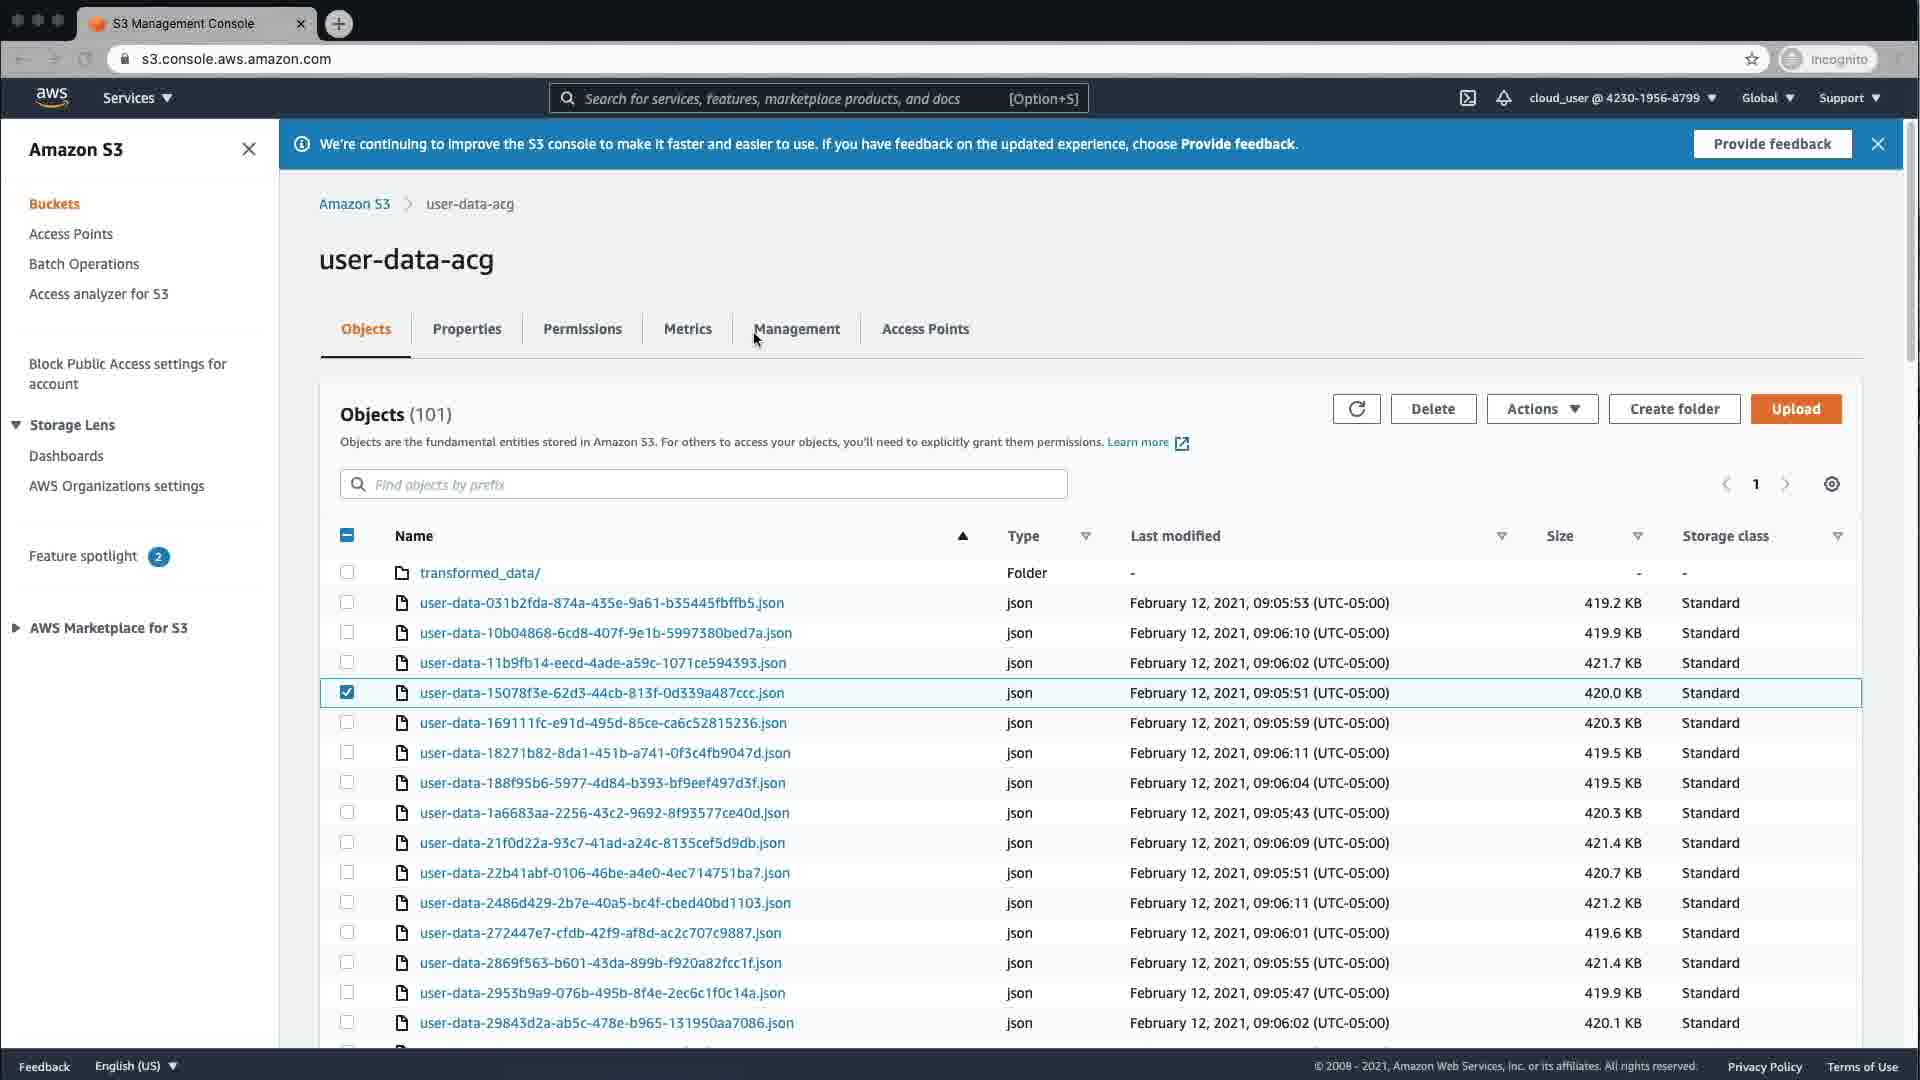 S3 Management Console
s3.console.aws.amazon.com
Incognito
aws
Services
Search for services, features, marketplace products, and docs [Option+S]
cloud_user @ 4230-1956-8799
Global
Support
Amazon S3
Buckets
Access Points
Batch Operations
Access analyzer for S3
Block Public Access settings for
account
Storage Lens
Dashboards
AWS Organizations settings
Feature spotlight 2
AWS Marketplace for S3
We're continuing to improve the S3 console to make it faster and easier to use. If you have feedback on the updated experience, choose Provide feedback.
Provide feedback
Amazon S3 > user-data-acg
user-data-acg
Objects Properties Permissions Metrics Management Access Points
Objects (101)
Delete Actions Create folder Upload
Objects are the fundamental entities stored in Amazon S3. For others to access your objects, you'll need to explicitly grant them permissions. Learn more
Find objects by prefix
1
Name Type Last modified Size Storage class
transformed_data/ Folder - - -
user-data-031b2fda-874a-435e-9a61-b35445fbffb5.json json February 12, 2021, 09:05:53 (UTC-05:00) 419.2 KB Standard
user-data-10b04868-6cd8-407f-9e1b-5997380bed7a.json json February 12, 2021, 09:06:10 (UTC-05:00) 419.9 KB Standard
user-data-11b9fb14-eecd-4ade-a59c-1071ce594393.json json February 12, 2021, 09:06:02 (UTC-05:00) 421.7 KB Standard
user-data-15078f3e-62d3-44cb-813f-0d339a487ccc.json json February 12, 2021, 09:05:51 (UTC-05:00) 420.0 KB Standard
user-data-169111fc-e91d-495d-85ce-ca6c52815236.json json February 12, 2021, 09:05:59 (UTC-05:00) 420.3 KB Standard
user-data-18271b82-8da1-451b-a741-0f3c4fb9047d.json json February 12, 2021, 09:06:11 (UTC-05:00) 419.5 KB Standard
user-data-188f95b6-5977-4d84-b393-bf9eef497d3f.json json February 12, 2021, 09:06:04 (UTC-05:00) 419.5 KB Standard
user-data-1a6683aa-2256-43c2-9692-8f93577ce40d.json json February 12, 2021, 09:05:43 (UTC-05:00) 420.3 KB Standard
user-data-21f0d22a-93c7-41ad-a24c-8135cef5d9db.json json February 12, 2021, 09:06:09 (UTC-05:00) 421.4 KB Standard
user-data-22b41abf-0106-46be-a4e0-4ec714751ba7.json json February 12, 2021, 09:05:51 (UTC-05:00) 420.7 KB Standard
user-data-2486d429-2b7e-40a5-bc4f-cbed40bd1103.json json February 12, 2021, 09:06:11 (UTC-05:00) 421.2 KB Standard
user-data-272447e7-cfdb-42f9-af8d-ac2c707c9887.json json February 12, 2021, 09:06:01 (UTC-05:00) 419.6 KB Standard
user-data-2869f563-b601-43da-899b-f920a82fcc1f.json json February 12, 2021, 09:05:55 (UTC-05:00) 421.4 KB Standard
user-data-2953b9a9-076b-495b-8f4e-2ec6c1f0c14a.json json February 12, 2021, 09:05:47 (UTC-05:00) 419.9 KB Standard
user-data-29843d2a-ab5c-478e-b965-131950aa7086.json json February 12, 2021, 09:06:02 (UTC-05:00) 420.1 KB Standard
Feedback English (US) © 2008 - 2021, Amazon Web Services, Inc. or its affiliates. All rights reserved. Privacy Policy Terms of Use